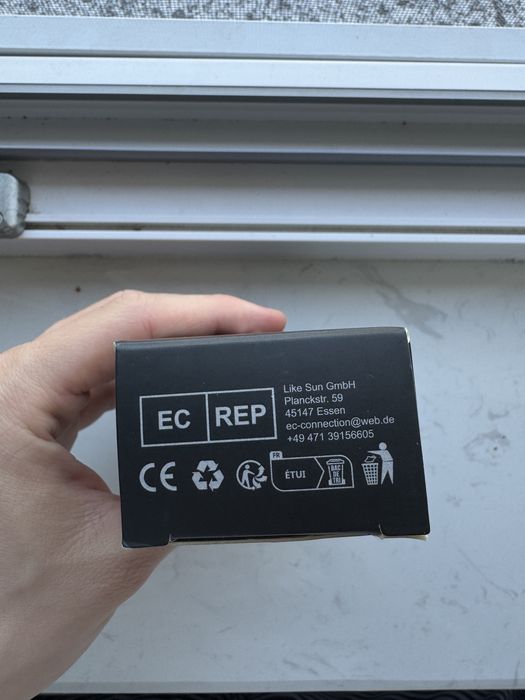 EC REP
Like Sun GmbH
Planckstr. 59
45147 Essen
ec-connection@web.de
+49 471 39156605
CE
FR
ÉTUI
BAC
DE
TRI